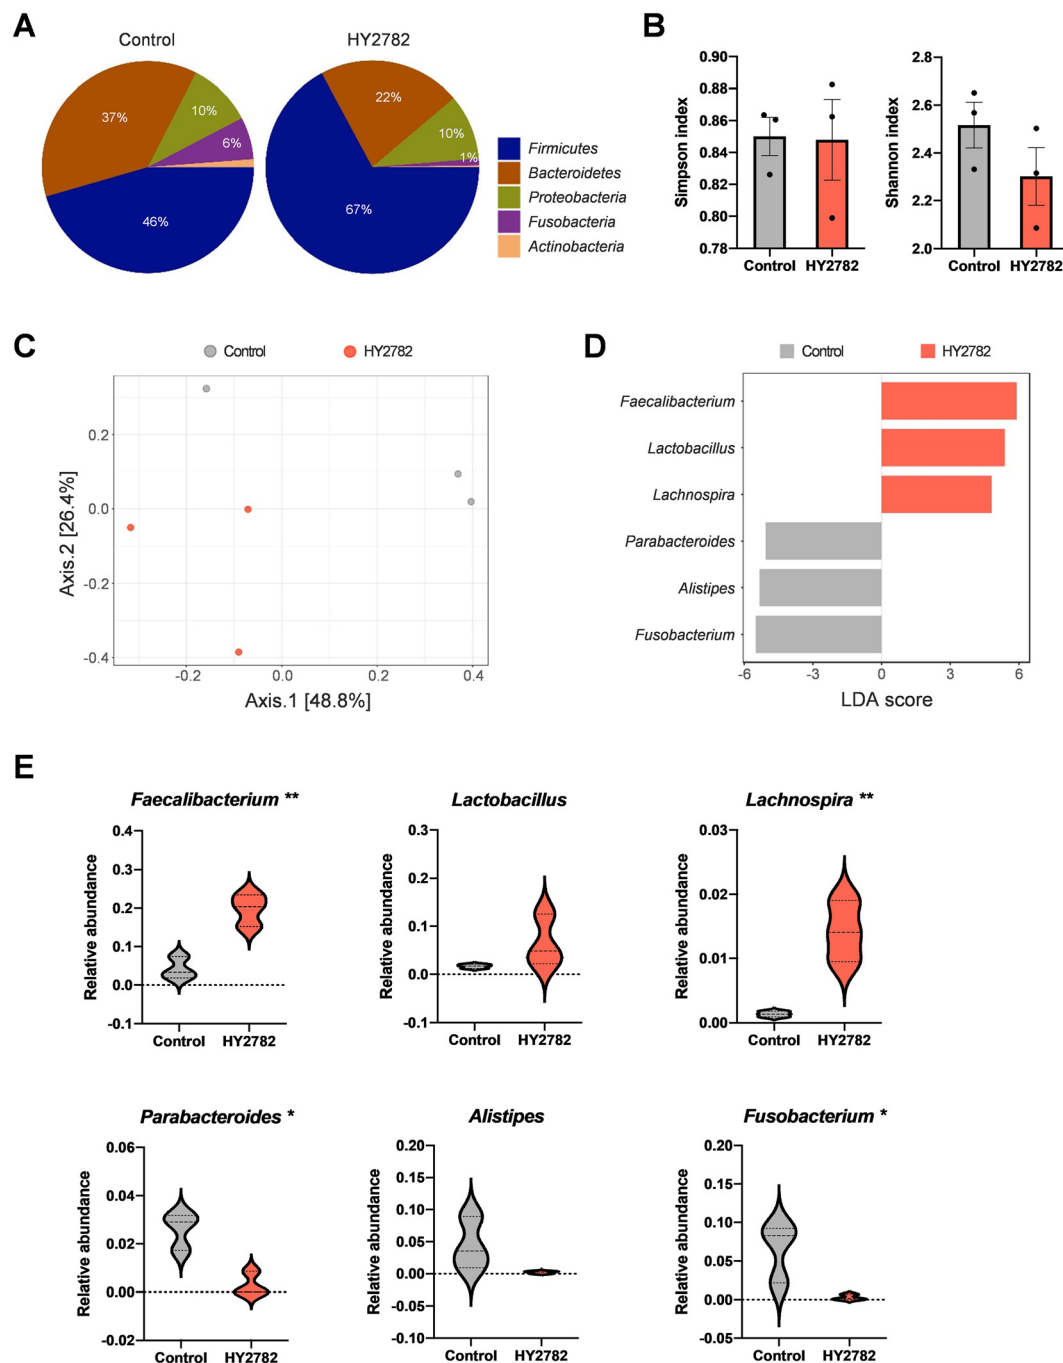 A
Control
HY2782
37%
10%
6%
46%
22%
10%
1%
67%
Firmicutes
Bacteroidetes
Proteobacteria
Fusobacteria
Actinobacteria
B
Simpson index
0.90
0.88
0.86
0.84
0.82
0.80
0.78
Control HY2782
Shannon index
2.8
2.6
2.4
2.2
2.0
Control HY2782
C
Control HY2782
Axis.2 [26.4%]
0.2
0.0
-0.2
-0.4
-0.2 0.0 0.2 0.4
Axis.1 [48.8%]
D
Control HY2782
Faecalibacterium
Lactobacillus
Lachnospira
Parabacteroides
Alistipes
Fusobacterium
-6 -3 0 3 6
LDA score
E
Faecalibacterium **
Relative abundance
0.4
0.3
0.2
0.1
0.0
-0.1
Control HY2782
Lactobacillus
Relative abundance
0.3
0.2
0.1
0.0
-0.1
Control HY2782
Lachnospira **
Relative abundance
0.03
0.02
0.01
0.00
Control HY2782
Parabacteroides *
Relative abundance
0.06
0.04
0.02
0.00
-0.02
Control HY2782
Alistipes
Relative abundance
0.20
0.15
0.10
0.05
0.00
-0.05
-0.10
Control HY2782
Fusobacterium *
Relative abundance
0.20
0.15
0.10
0.05
0.00
-0.05
Control HY2782